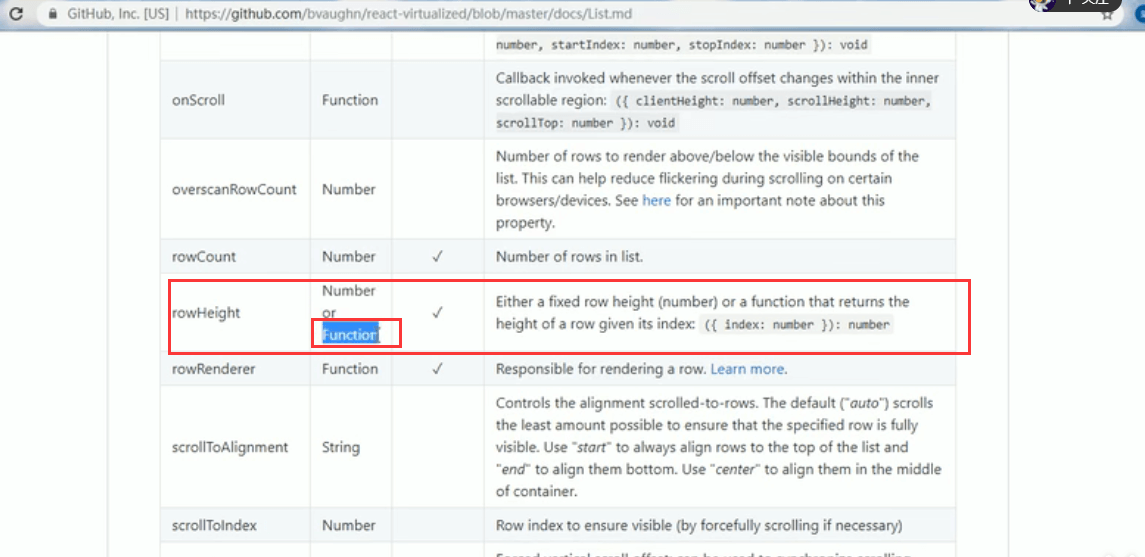 GitHub, Inc. [US] | https://github.com/bvaughn/react-virtualized/blob/master/docs/List.md
number, startIndex: number, stopIndex: number }): void
onScroll Function Callback invoked whenever the scroll offset changes within the inner
scrollable region: ({ clientHeight: number, scrollHeight: number,
scrollTop: number }): void
overscanRowCount Number Number of rows to render above/below the visible bounds of the
list. This can help reduce flickering during scrolling on certain
browsers/devices. See here for an important note about this
property.
rowCount Number ✓ Number of rows in list.
rowHeight Number
or
Function ✓ Either a fixed row height (number) or a function that returns the
height of a row given its index: ({ index: number }): number
rowRenderer Function ✓ Responsible for rendering a row. Learn more.
scrollToAlignment String Controls the alignment scrolled-to-rows. The default ("auto") scrolls
the least amount possible to ensure that the specified row is fully
visible. Use "start" to always align rows to the top of the list and
"end" to align them bottom. Use "center" to align them in the middle
of container.
scrollToIndex Number Row index to ensure visible (by forcefully scrolling if necessary)